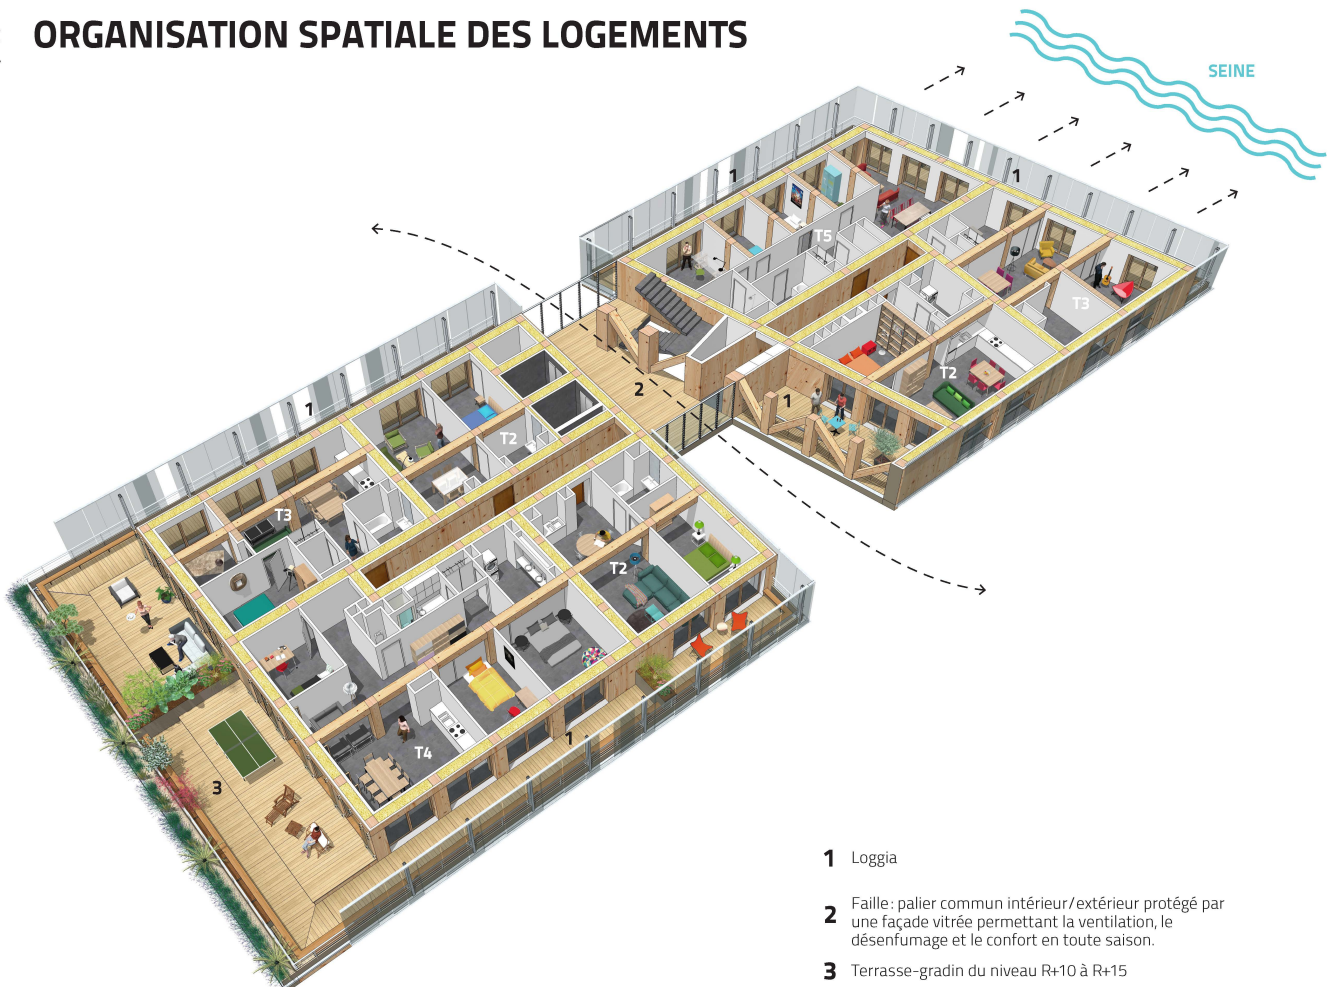 ORGANISATION SPATIALE DES LOGEMENTS
SEINE
1
1
T5
T3
2
T2
1
1
T2
T3
T2
1
T4
3
1 Loggia
2 Faille : palier commun intérieur/extérieur protégé par
une façade vitrée permettant la ventilation, le
désenfumage et le confort en toute saison.
3 Terrasse-gradin du niveau R+10 à R+15